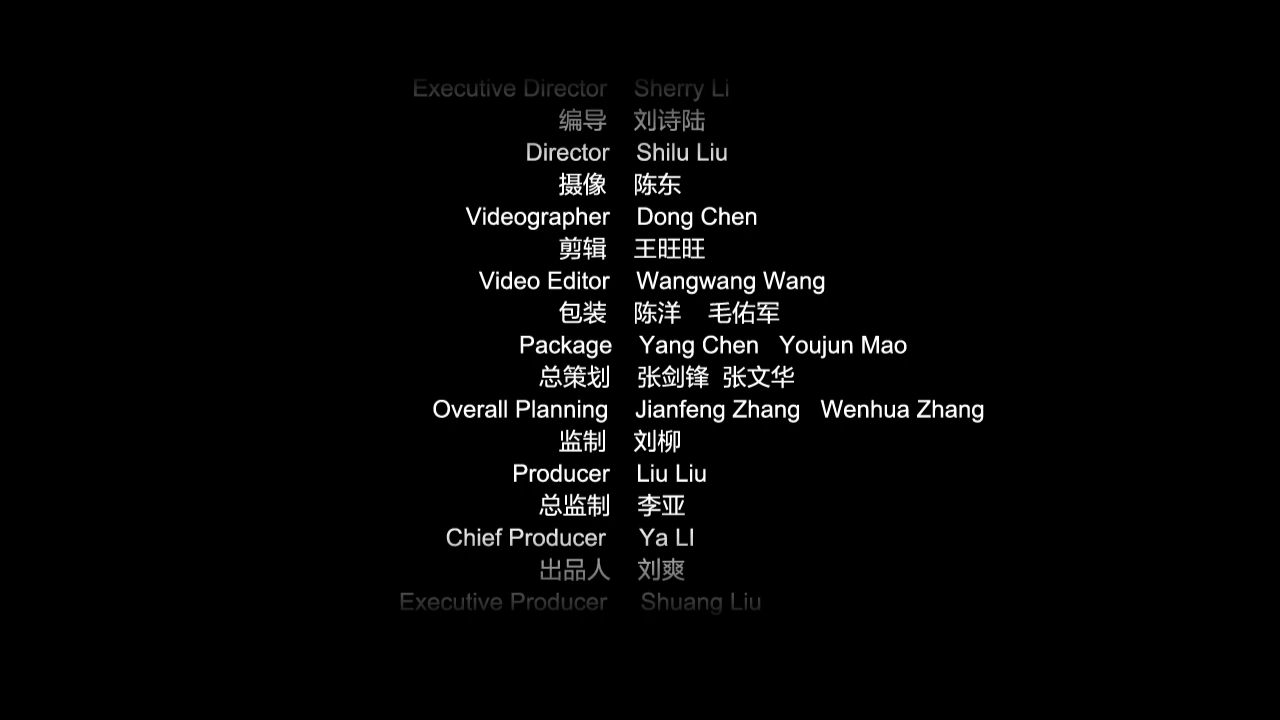 Executive Director Sherry Li
编导 刘诗陆
Director Shilu Liu
摄像 陈东
Videographer Dong Chen
剪辑 王旺旺
Video Editor Wangwang Wang
包装 陈洋 毛佑军
Package Yang Chen Youjun Mao
总策划 张剑锋 张文华
Overall Planning Jianfeng Zhang Wenhua Zhang
监制 刘柳
Producer Liu Liu
总监制 李亚
Chief Producer Ya LI
出品人 刘爽
Executive Producer Shuang Liu